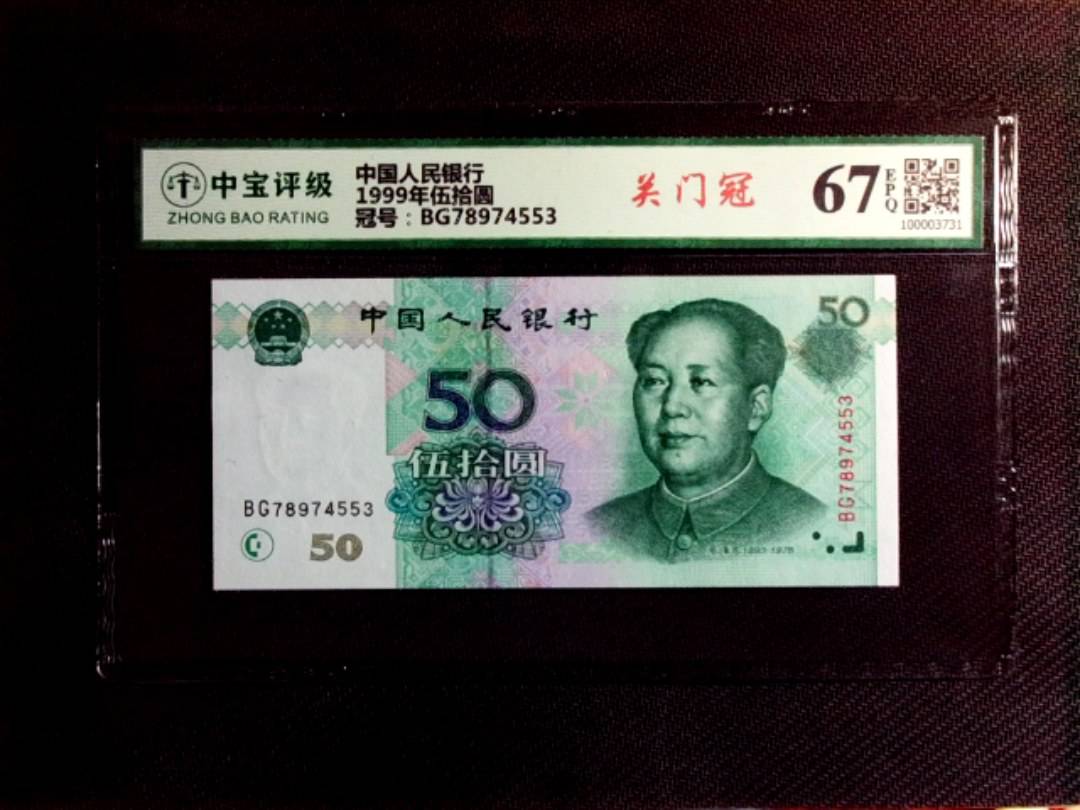 中宝评级
ZHONG BAO RATING
中国人民银行
1999年伍拾圆
冠号：BG78974553
关门冠
67
EPQ
100003731
中国人民银行
50
50
伍拾圆
BG78974553
BG78974553
50